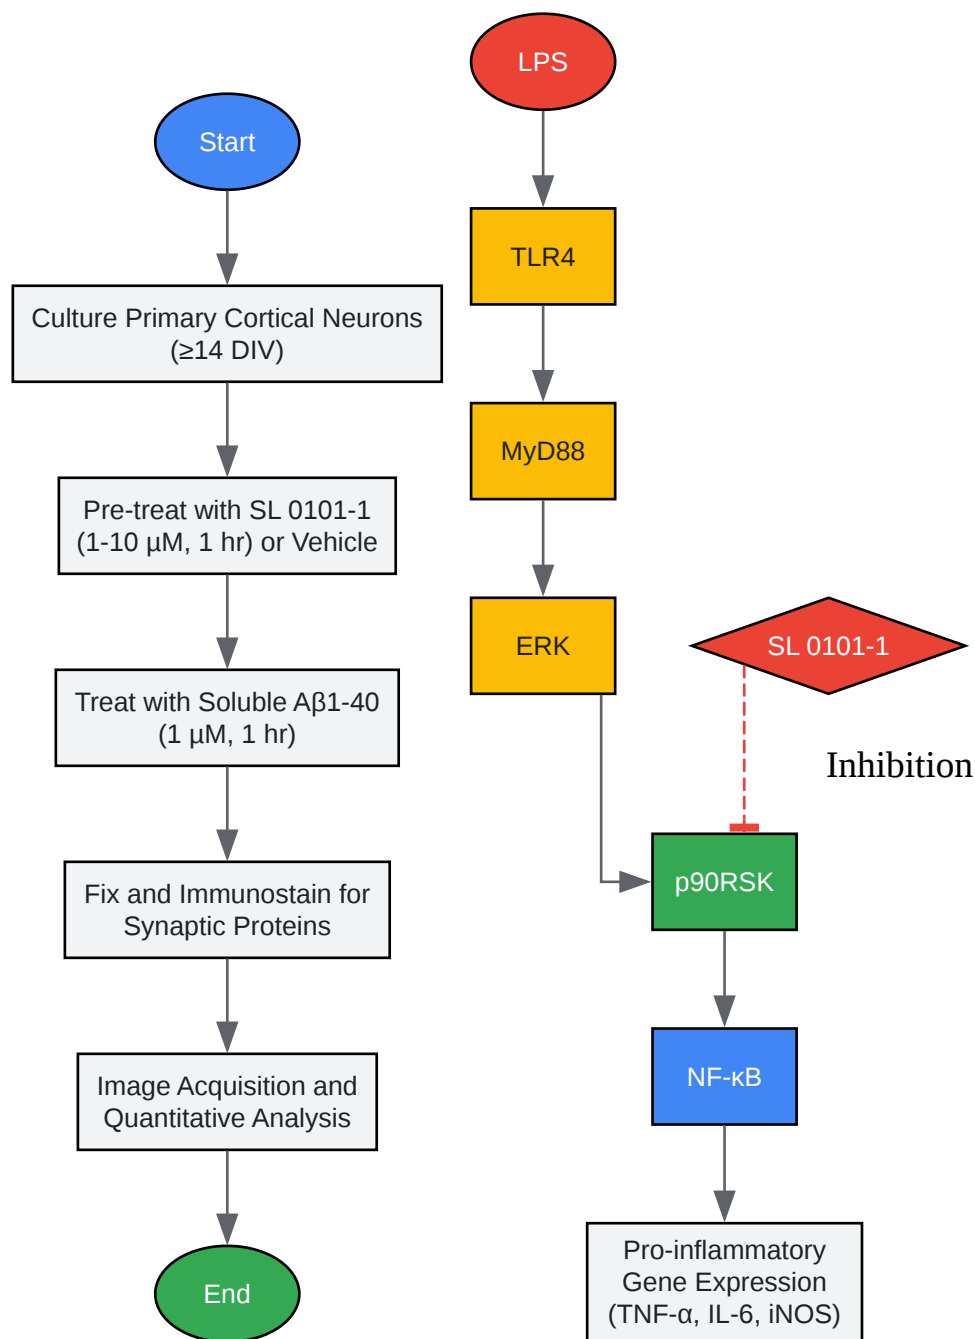 Start
Culture Primary Cortical Neurons
(≥14 DIV)
Pre-treat with SL 0101-1
(1-10 µM, 1 hr) or Vehicle
Treat with Soluble Aβ1-40
(1 µM, 1 hr)
Fix and Immunostain for
Synaptic Proteins
Image Acquisition and
Quantitative Analysis
End
LPS
TLR4
MyD88
ERK
SL 0101-1
Inhibition
p90RSK
NF-κB
Pro-inflammatory
Gene Expression
(TNF-α, IL-6, iNOS)